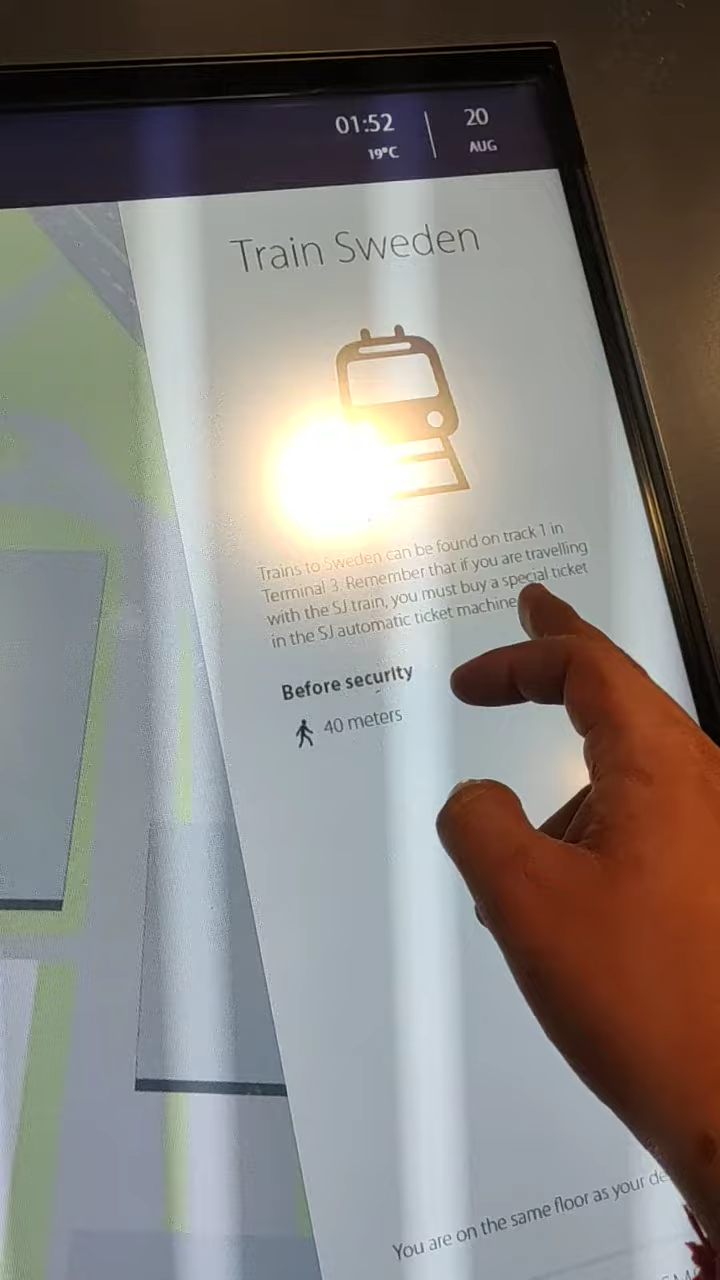 01:52
20
19°C
AUG
Train Sweden
Trains to Sweden can be found on track 1 in
Terminal 3. Remember that if you are travelling
with the SJ train, you must buy a special ticket
in the SJ automatic ticket machine
Before security
40 meters
You are on the same floor as your